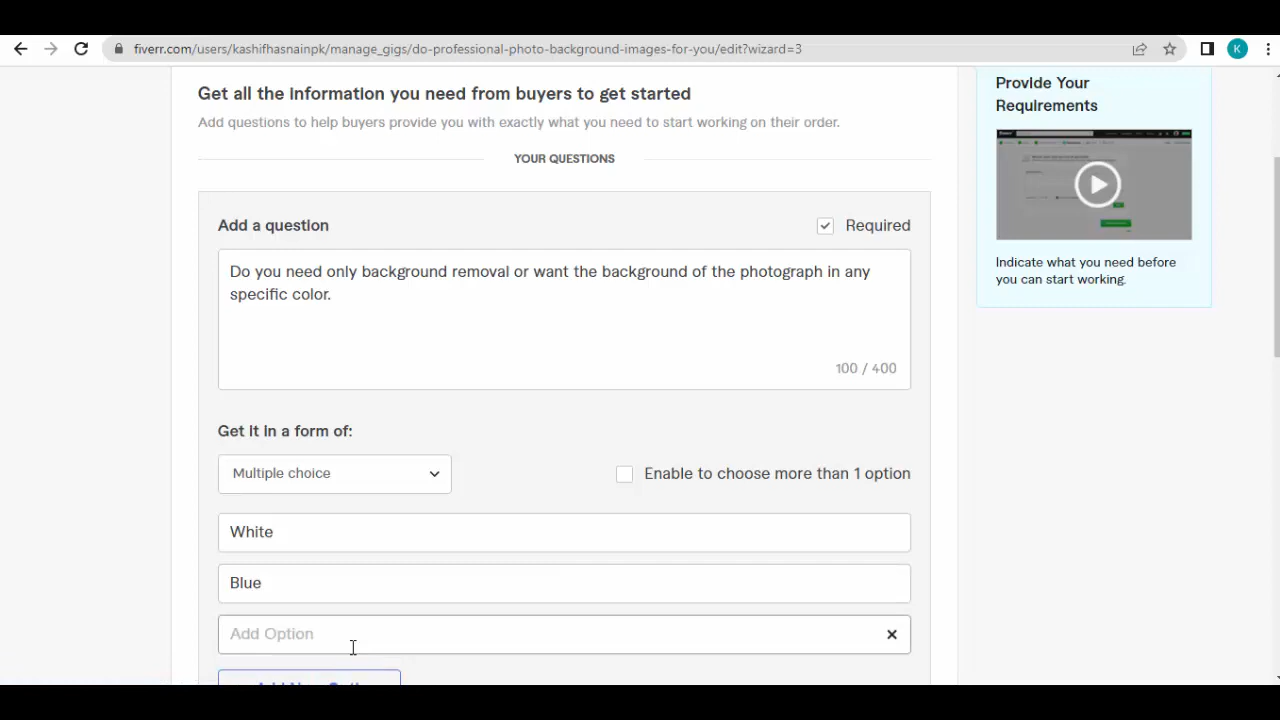 fiverr.com/users/kashifhasnainpk/manage_gigs/do-professional-photo-background-images-for-you/edit?wizard=3
K
Get all the information you need from buyers to get started
Add questions to help buyers provide you with exactly what you need to start working on their order.
YOUR QUESTIONS
Add a question
Required
Do you need only background removal or want the background of the photograph in any
specific color.
100 / 400
Get it in a form of:
Multiple choice
Enable to choose more than 1 option
White
Blue
Add Option
Provide Your
Requirements
Indicate what you need before
you can start working.